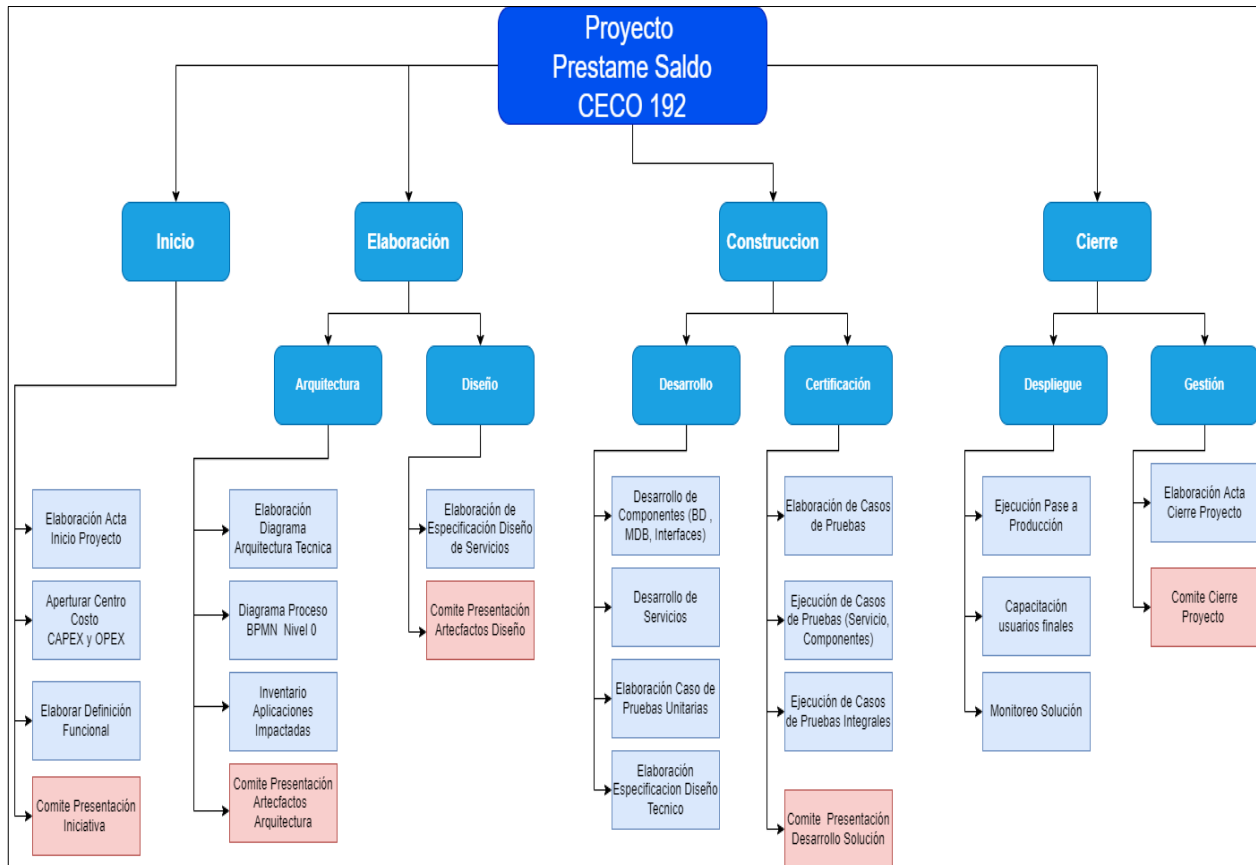 Proyecto
Prestame Saldo
CECO 192
Inicio
Elaboración
Construccion
Cierre
Arquitectura
Diseño
Desarrollo
Certificación
Despliegue
Gestión
Elaboración Acta
Inicio Proyecto
Aperturar Centro
Costo
CAPEX y OPEX
Elaborar Definición
Funcional
Comite Presentación
Iniciativa
Elaboración
Diagrama
Arquitectura Tecnica
Diagrama Proceso
BPMN Nivel 0
Inventario
Aplicaciones
Impactadas
Comite Presentación
Artecfactos
Arquitectura
Elaboración de
Especificación Diseño
de Servicios
Comite Presentación
Artecfactos Diseño
Desarrollo de
Componentes (BD ,
MDB, Interfaces)
Desarrollo de
Servicios
Elaboración Caso de
Pruebas Unitarias
Elaboración
Especificacion Diseño
Tecnico
Elaboración de Casos
de Pruebas
Ejecución de Casos
de Pruebas (Servicio,
Componentes)
Ejecución de Casos
de Pruebas Integrales
Comite Presentación
Desarrollo Solución
Ejecución Pase a
Producción
Capacitación
usuarios finales
Monitoreo Solución
Elaboración Acta
Cierre Proyecto
Comite Cierre
Proyecto